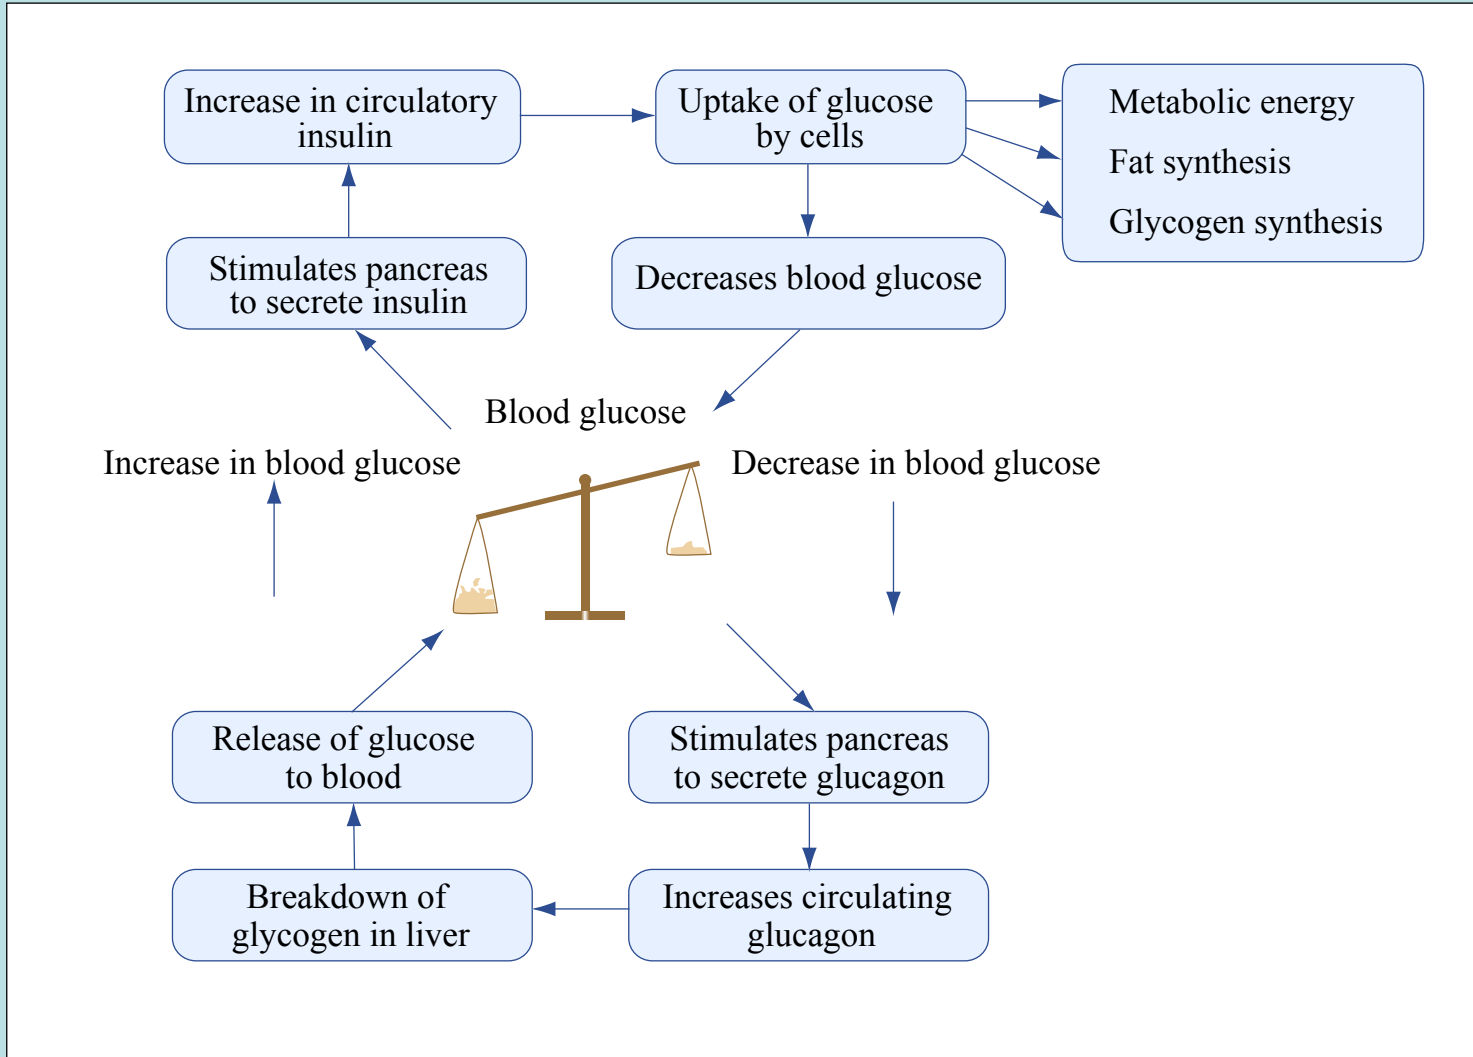 Increase in circulatory
insulin
Uptake of glucose
by cells
Metabolic energy
Fat synthesis
Glycogen synthesis
Stimulates pancreas
to secrete insulin
Decreases blood glucose
Blood glucose
Increase in blood glucose
Decrease in blood glucose
Release of glucose
to blood
Stimulates pancreas
to secrete glucagon
Breakdown of
glycogen in liver
Increases circulating
glucagon